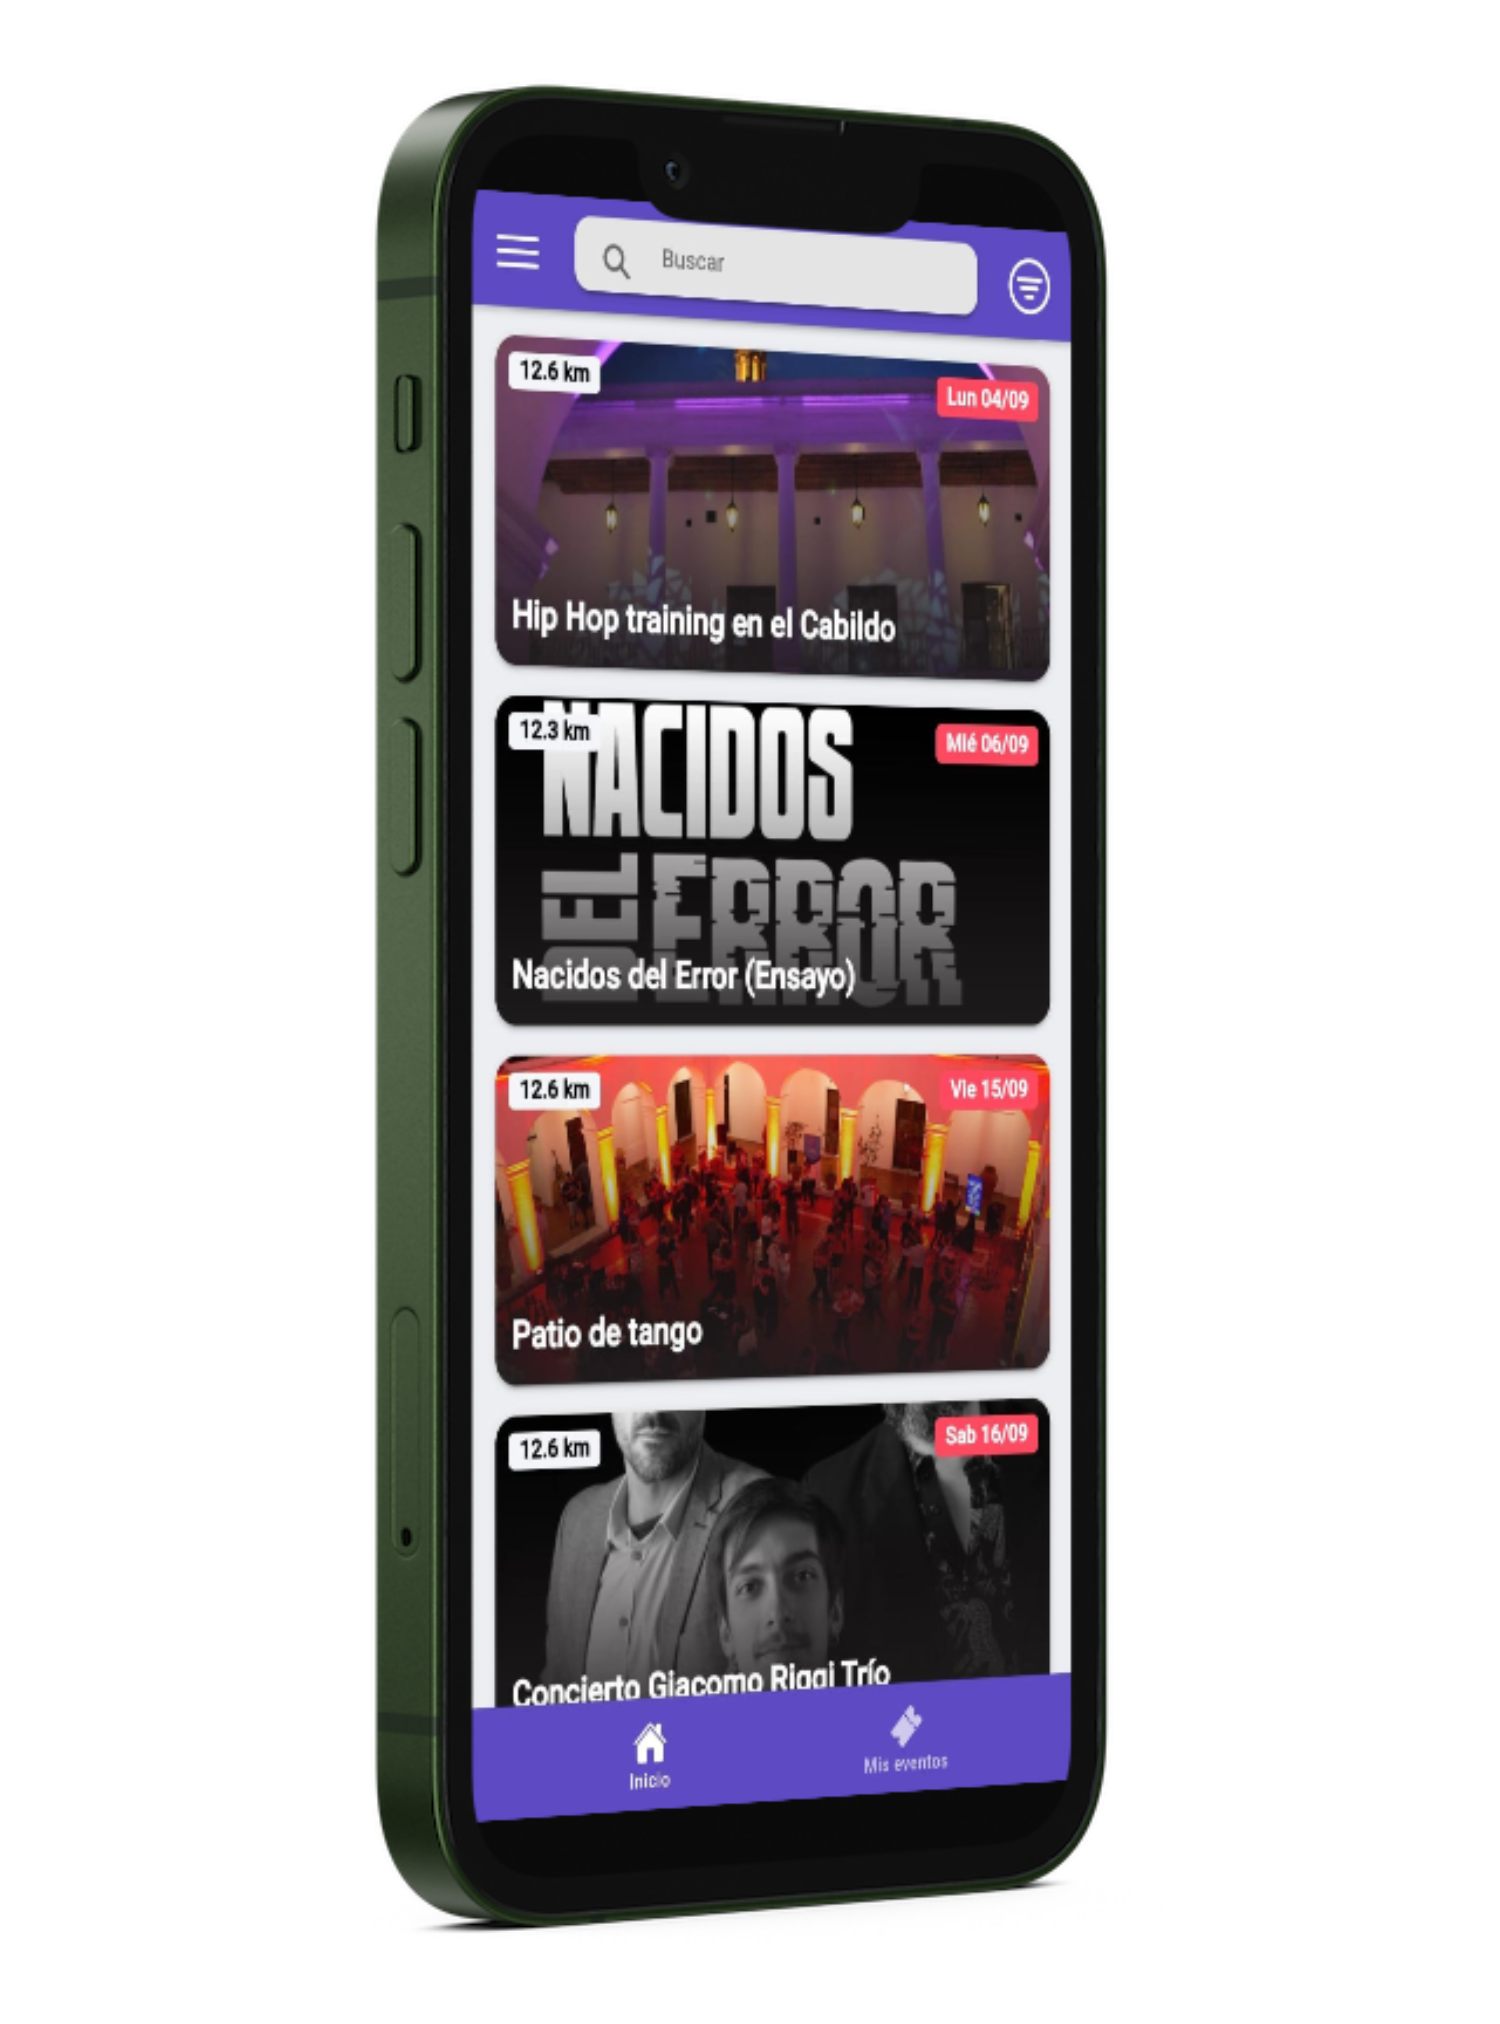 Buscar
12.6 km
Lun 04/09
Hip Hop training en el Cabildo
12.3 km
Mié 06/09
NACIDOS
DEL ERROR
Nacidos del Error (Ensayo)
12.6 km
Vie 15/09
Patio de tango
12.6 km
Sab 16/09
Concierto Giacomo Riggi Trío
Inicio
Mis eventos